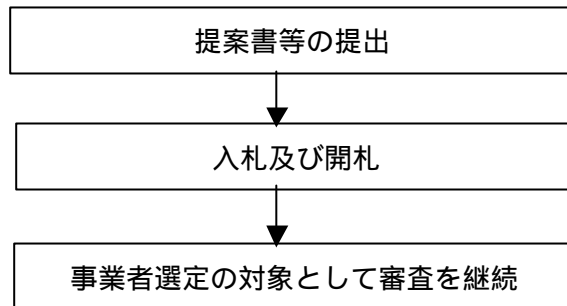 提案書等の提出
入札及び開札
事業者選定の対象として審査を継続